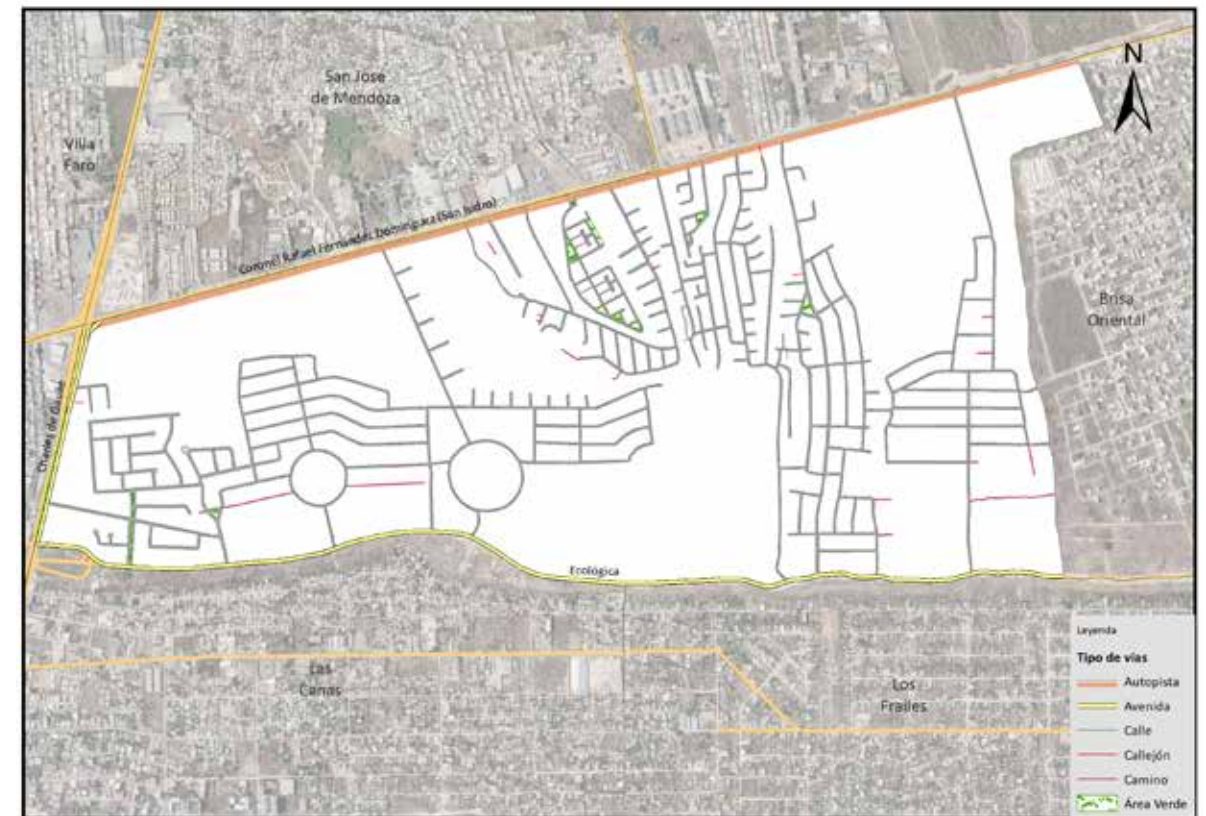 N
San Jose
de Mendoza
Villa
Faro
Coronel Rafael Fernandez Dominguez (San Isidro)
Brisa
Oriental
Charles de Gaulle
Ecológica
Las
Canas
Los
Frailes
Leyenda
Tipo de vias
Autopista
Avenida
Calle
Callejón
Camino
Área Verde